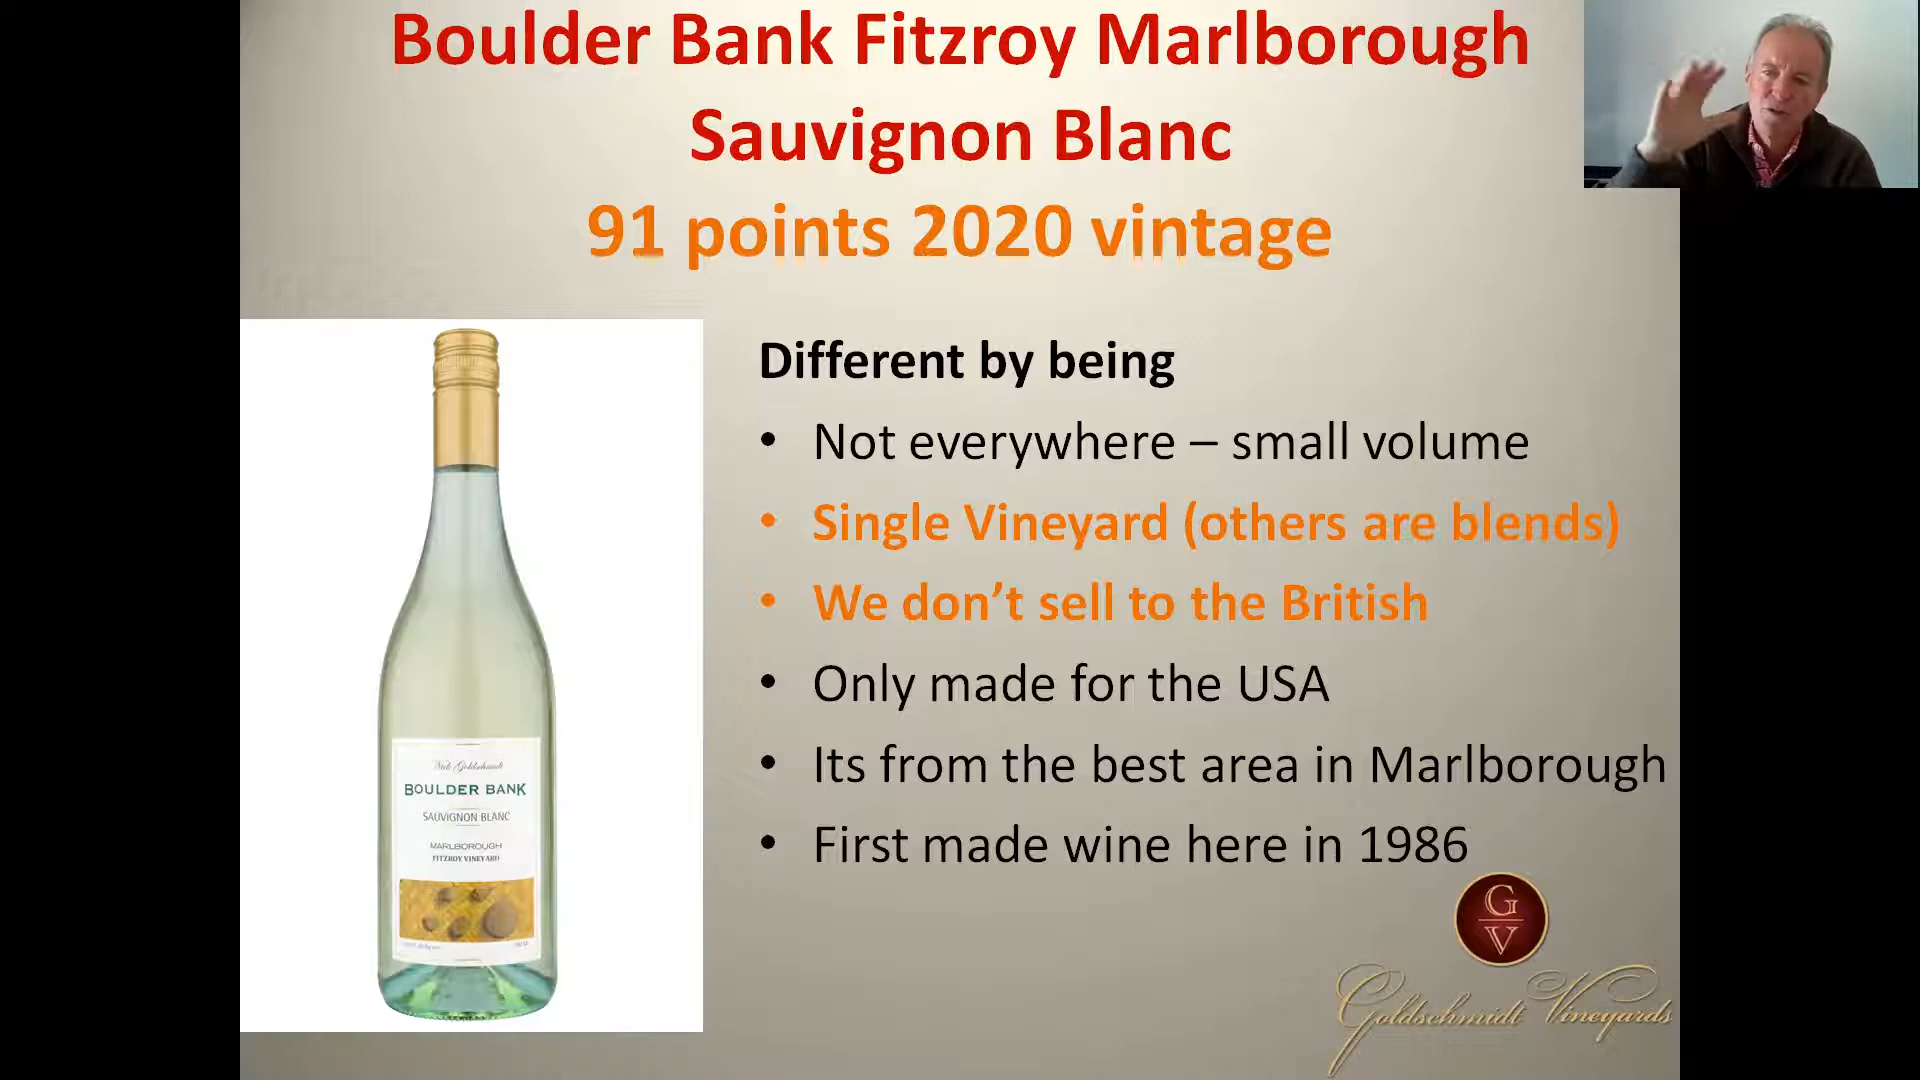 Boulder Bank Fitzroy Marlborough
Sauvignon Blanc
91 points 2020 vintage
Different by being
• Not everywhere – small volume
• Single Vineyard (others are blends)
• We don’t sell to the British
• Only made for the USA
• Its from the best area in Marlborough
• First made wine here in 1986
Nick Goldschmidt
BOULDER BANK
SAUVIGNON BLANC
MARLBOROUGH
FITZROY VINEYARD
G
V
Goldschmidt Vineyards